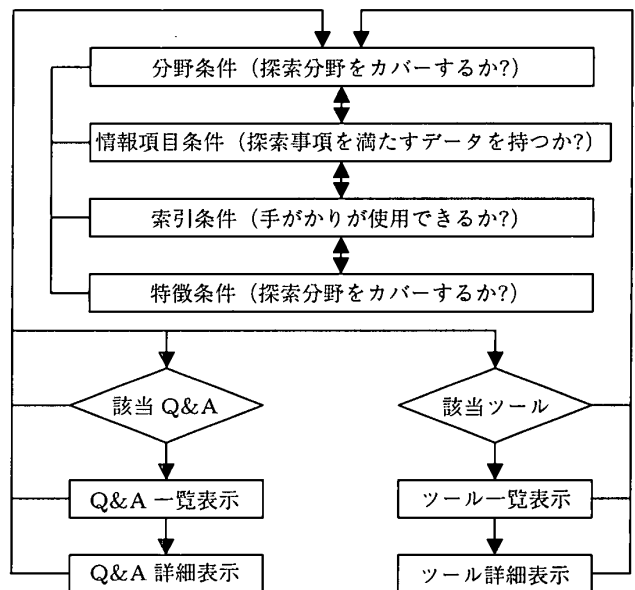 分野条件（探索分野をカバーするか?）
情報項目条件（探索事項を満たすデータを持つか?）
索引条件（手がかりが使用できるか?）
特徴条件（探索分野をカバーするか?）
該当 Q&A
該当ツール
Q&A 一覧表示
ツール一覧表示
Q&A 詳細表示
ツール詳細表示